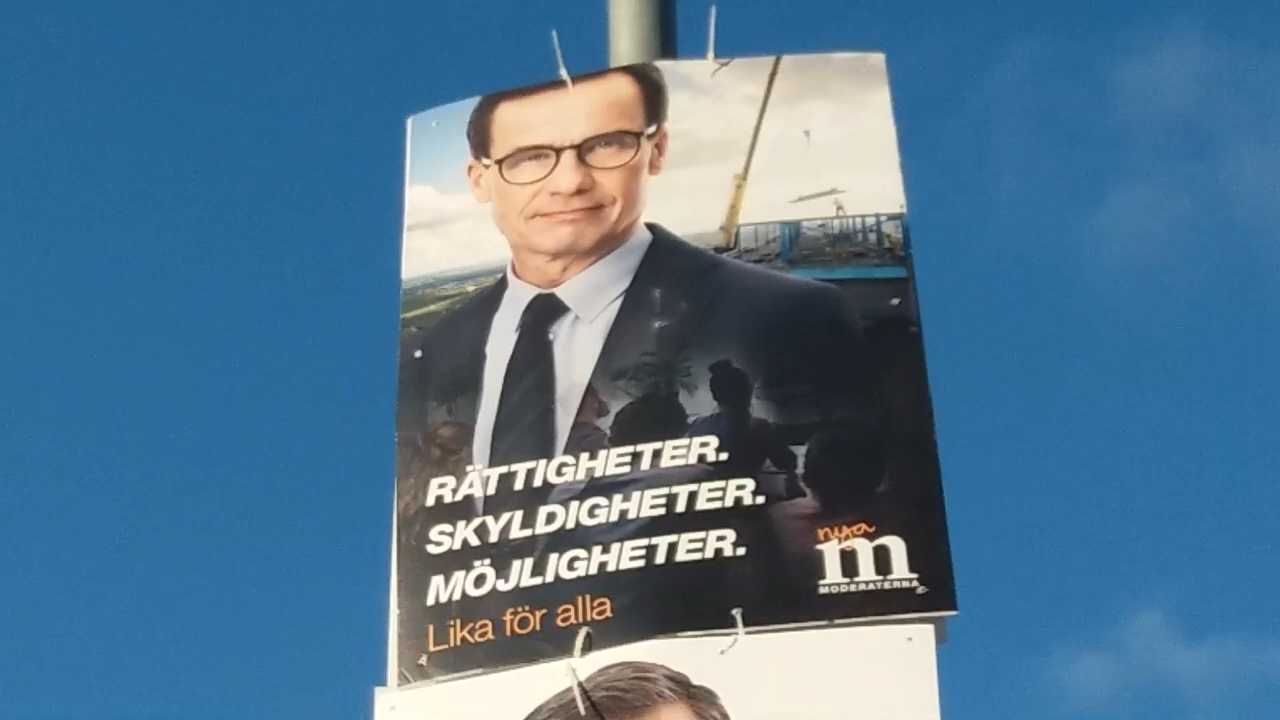 RÄTTIGHETER.
SKYLDIGHETER.
MÖJLIGHETER.
Lika för alla
nya
m
MODERATERNA